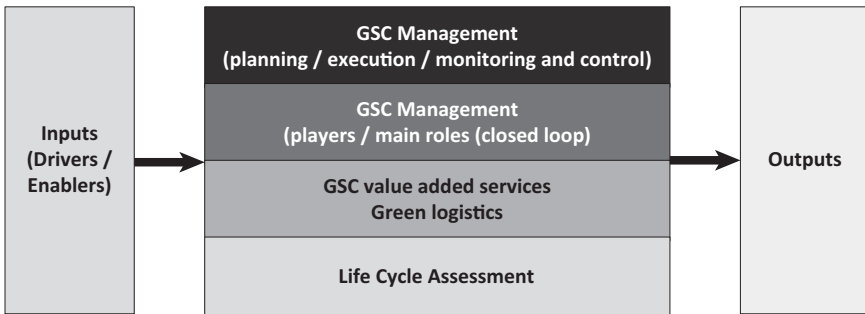 Inputs
(Drivers /
Enablers)
GSC Management
(planning / execution / monitoring and control)
GSC Management
(players / main roles (closed loop)
GSC value added services
Green logistics
Life Cycle Assessment
Outputs